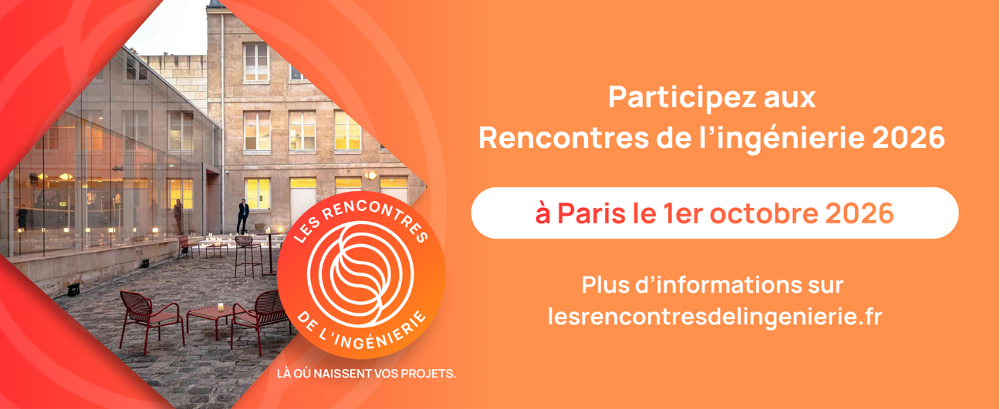 Participez aux
Rencontres de l’ingénierie 2026
à Paris le 1er octobre 2026
Plus d’informations sur
lesrencontresdelingenierie.fr
LES RENCONTRES
DE L’INGÉNIERIE
LÀ OÙ NAISSENT VOS PROJETS.